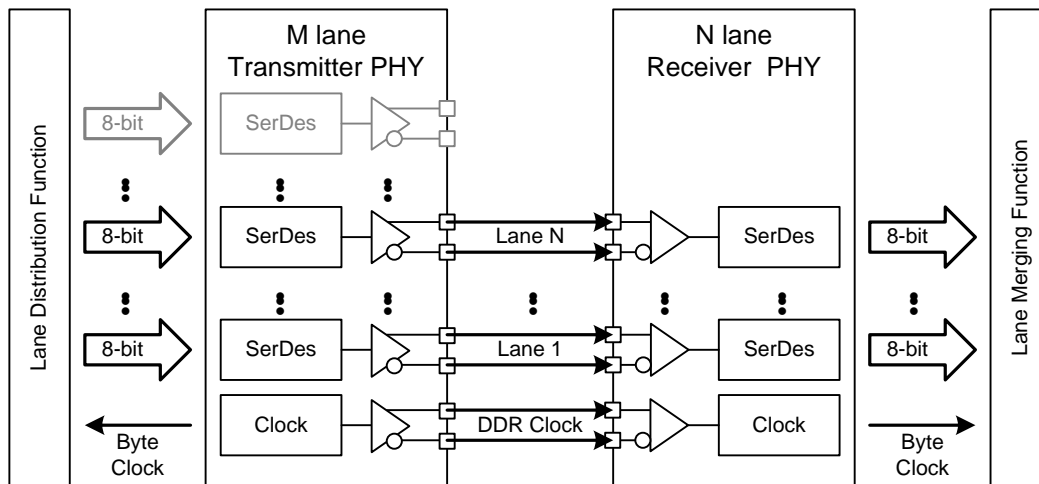 Lane Distribution Function
M lane
Transmitter PHY
N lane
Receiver PHY
Lane Merging Function
8-bit
SerDes
8-bit
SerDes
Lane N
SerDes
8-bit
8-bit
SerDes
Lane 1
SerDes
8-bit
Byte
Clock
Clock
DDR Clock
Clock
Byte
Clock